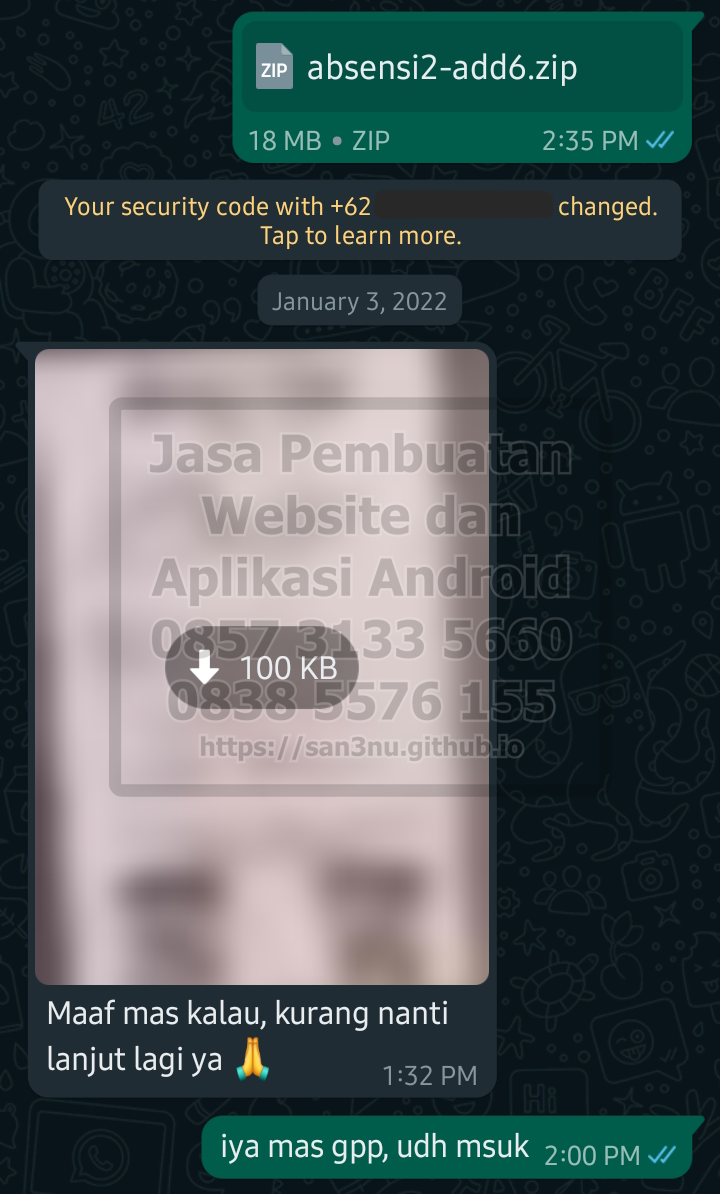 ZIP absensi2-add6.zip
18 MB • ZIP 2:35 PM
Your security code with +62 changed.
Tap to learn more.
January 3, 2022
Jasa Pembuatan
Website dan
Aplikasi Android
0857 3133 5660
100 KB
0838 5576 155
https://san3nu.github.io
Maaf mas kalau, kurang nanti
lanjut lagi ya 🙏
1:32 PM
iya mas gpp, udh msuk 2:00 PM